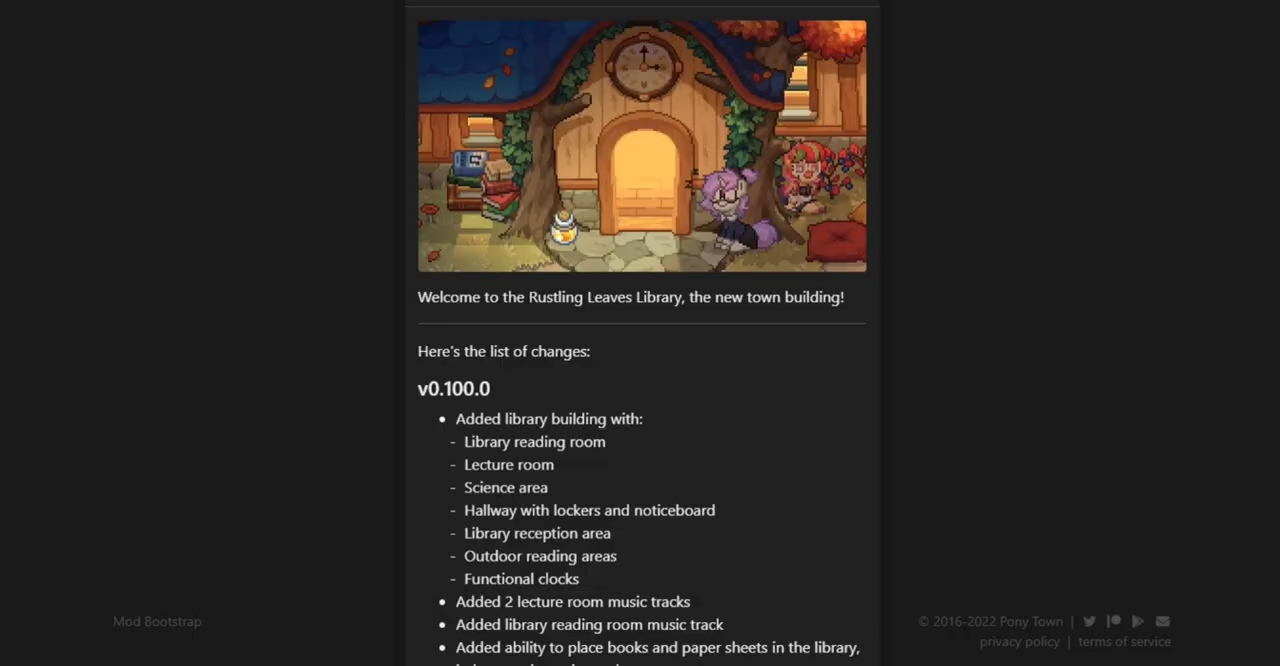 Welcome to the Rustling Leaves Library, the new town building!
Here's the list of changes:
v0.100.0
• Added library building with:
- Library reading room
- Lecture room
- Science area
- Hallway with lockers and noticeboard
- Library reception area
- Outdoor reading areas
- Functional clocks
• Added 2 lecture room music tracks
• Added library reading room music track
• Added ability to place books and paper sheets in the library,
Mod Bootstrap
© 2016-2022 Pony Town |
privacy policy | terms of service